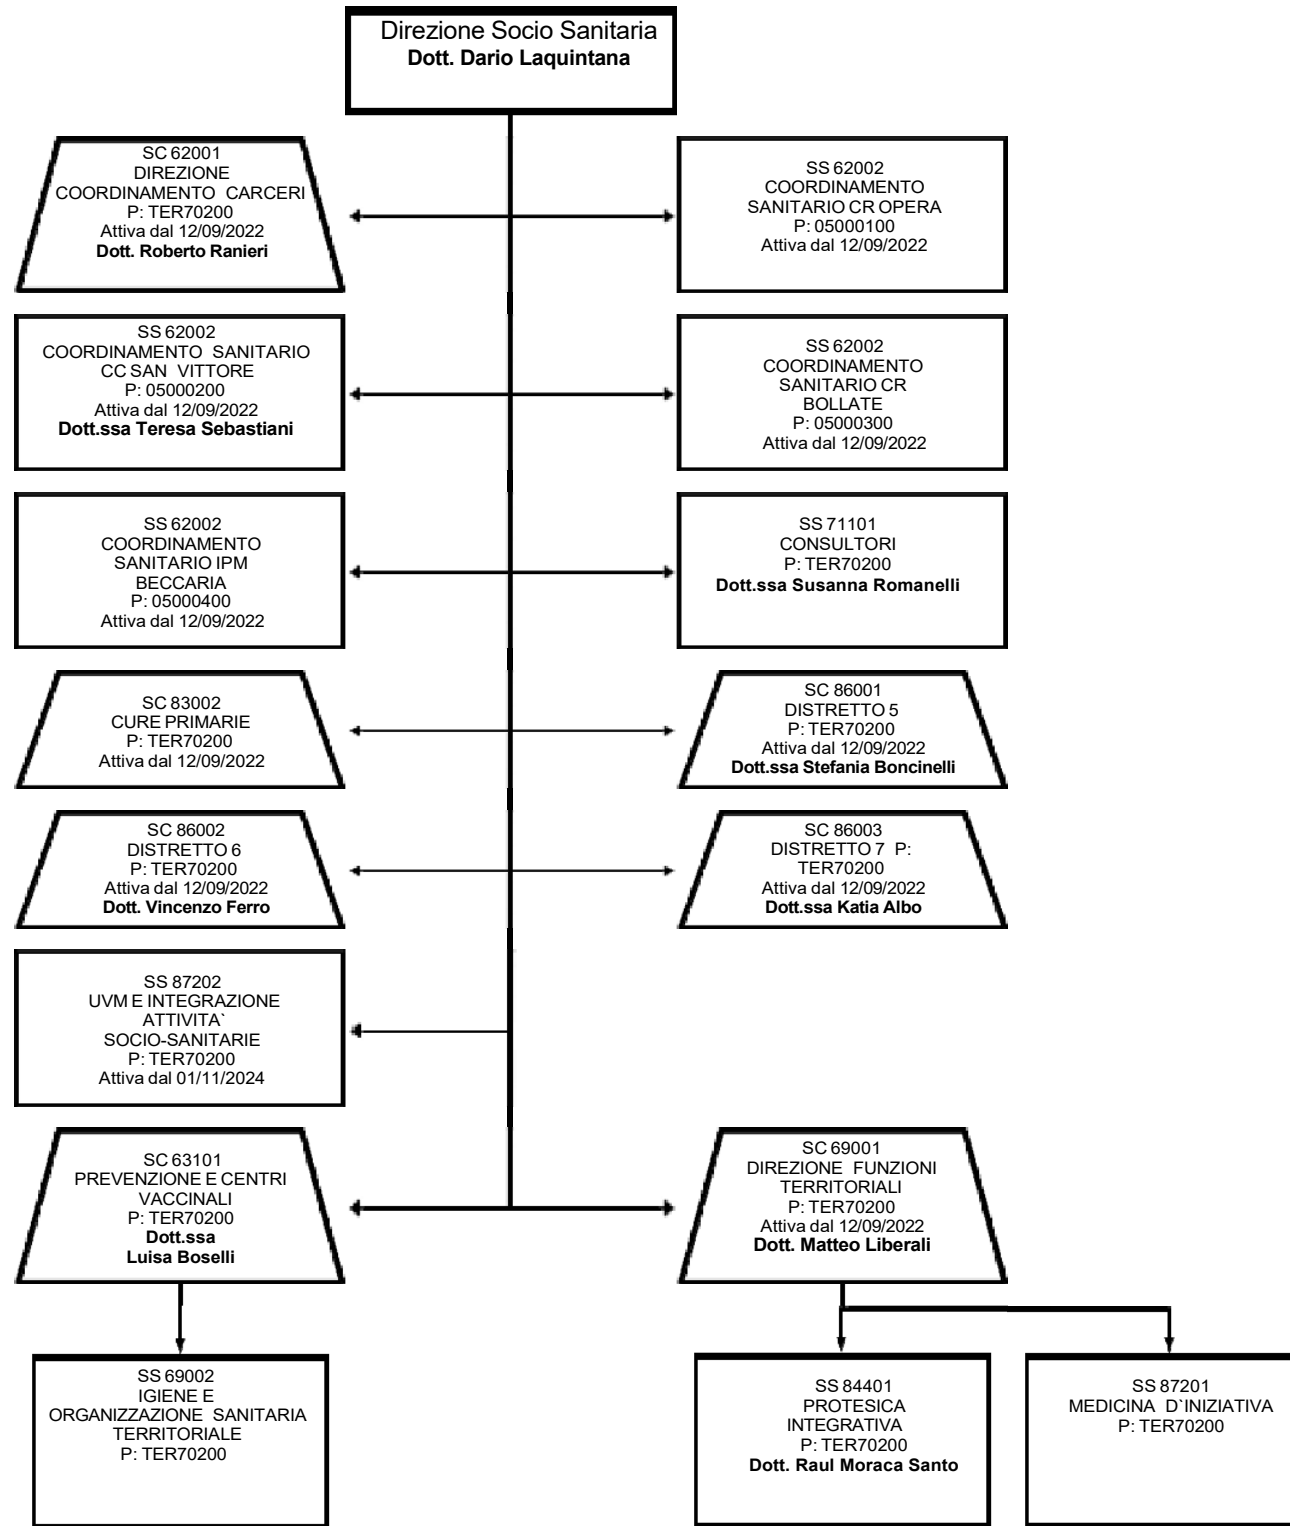 Direzione Socio Sanitaria
Dott. Dario Laquintana
SC 62001
DIREZIONE
COORDINAMENTO CARCERI
P: TER70200
Attiva dal 12/09/2022
Dott. Roberto Ranieri
SS 62002
COORDINAMENTO
SANITARIO CR OPERA
P: 05000100
Attiva dal 12/09/2022
SS 62002
COORDINAMENTO SANITARIO
CC SAN VITTORE
P: 05000200
Attiva dal 12/09/2022
Dott.ssa Teresa Sebastiani
SS 62002
COORDINAMENTO
SANITARIO CR
BOLLATE
P: 05000300
Attiva dal 12/09/2022
SS 62002
COORDINAMENTO
SANITARIO IPM
BECCARIA
P: 05000400
Attiva dal 12/09/2022
SS 71101
CONSULTORI
P: TER70200
Dott.ssa Susanna Romanelli
SC 83002
CURE PRIMARIE
P: TER70200
Attiva dal 12/09/2022
SC 86001
DISTRETTO 5
P: TER70200
Attiva dal 12/09/2022
Dott.ssa Stefania Boncinelli
SC 86002
DISTRETTO 6
P: TER70200
Attiva dal 12/09/2022
Dott. Vincenzo Ferro
SC 86003
DISTRETTO 7 P:
TER70200
Attiva dal 12/09/2022
Dott.ssa Katia Albo
SS 87202
UVM E INTEGRAZIONE
ATTIVITA`
SOCIO-SANITARIE
P: TER70200
Attiva dal 01/11/2024
SC 63101
PREVENZIONE E CENTRI
VACCINALI
P: TER70200
Dott.ssa
Luisa Boselli
SC 69001
DIREZIONE FUNZIONI
TERRITORIALI
P: TER70200
Attiva dal 12/09/2022
Dott. Matteo Liberali
SS 69002
IGIENE E
ORGANIZZAZIONE SANITARIA
TERRITORIALE
P: TER70200
SS 84401
PROTESICA
INTEGRATIVA
P: TER70200
Dott. Raul Moraca Santo
SS 87201
MEDICINA D`INIZIATIVA
P: TER70200